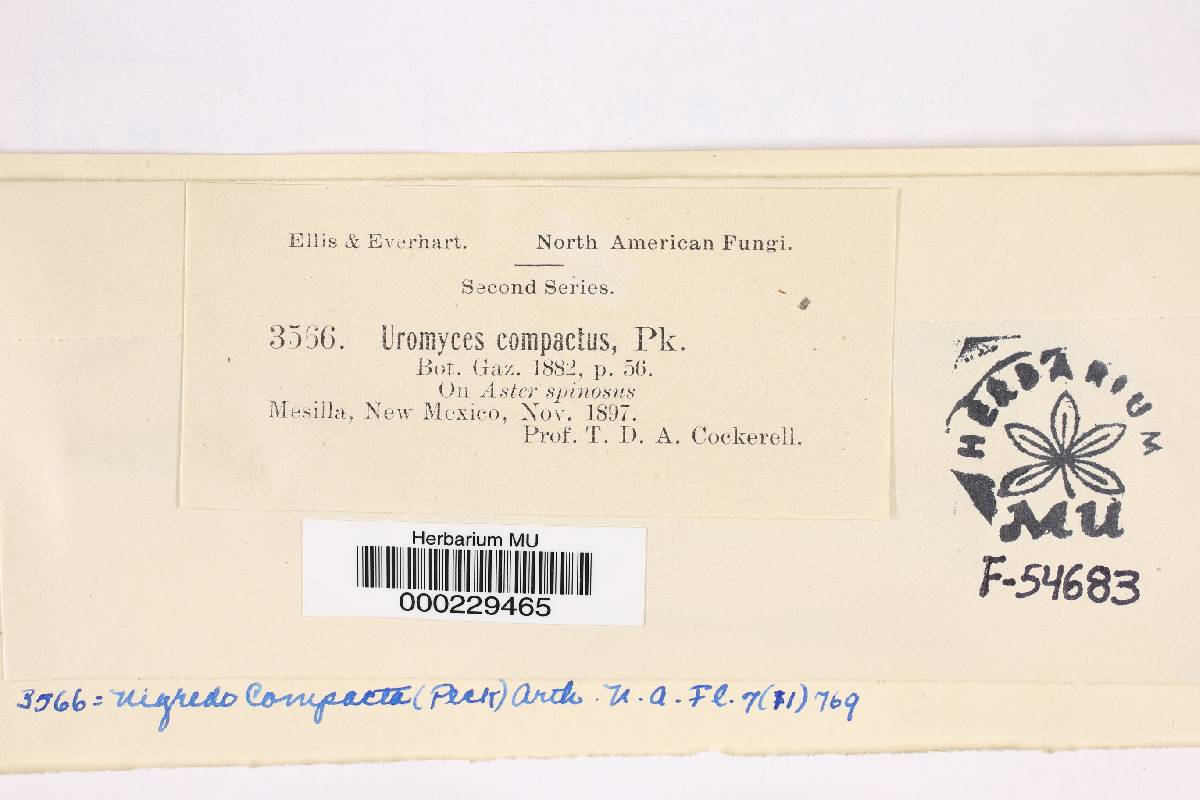 Ellis & Everhart. North American Fungi.
Second Series.
3566. Uromyces compactus, Pk.
Bot. Gaz. 1882, p. 56.
On Aster spinosus
Mesilla, New Mexico, Nov. 1897.
Prof. T. D. A. Cockerell.
HERBARIUM
MU
F-54683
Herbarium MU
000229465
3566 = Nigredo Compacta (Peck) Arth. N. A. Fl. 7(11) 769